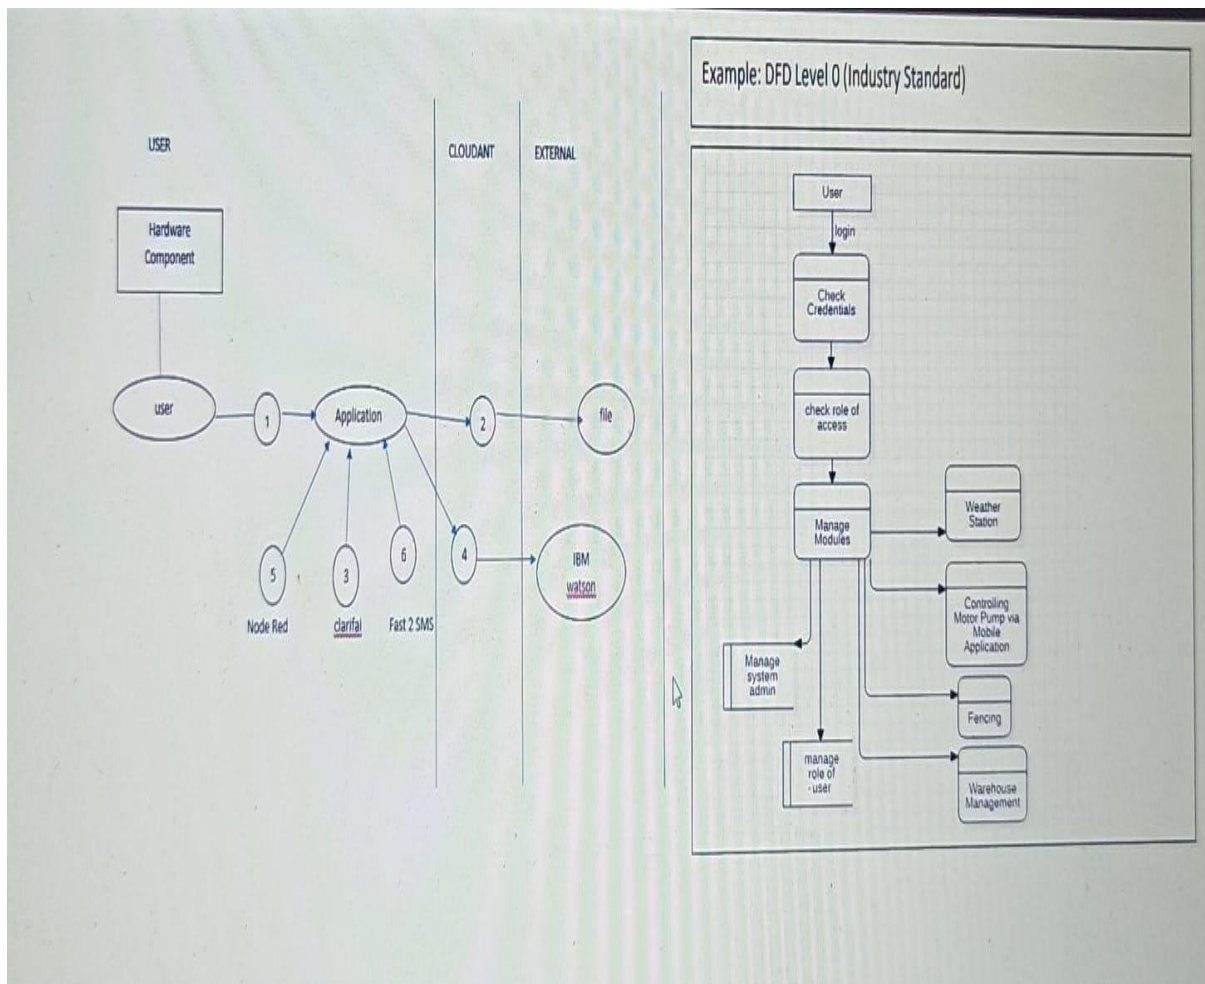 USER
CLOUDANT
EXTERNAL
Hardware
Component
user
1
Application
2
file
5
3
6
4
IBM
watson
Node Red
clarifai
Fast 2 SMS
Example: DFD Level 0 (Industry Standard)
User
login
Check
Credentials
check role of
access
Manage
Modules
Weather
Station
Controlling
Motor Pump via
Mobile
Application
Manage
system
admin
Fencing
manage
role of
user
Warehouse
Management